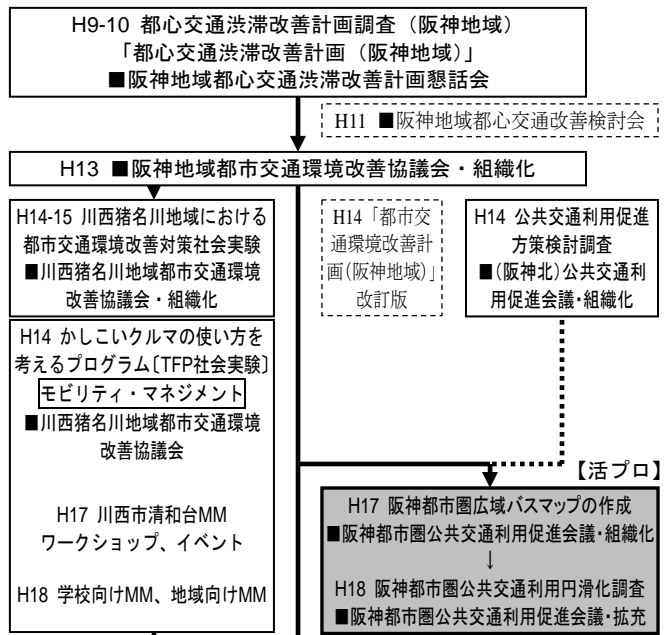 H9-10 都心交通渋滞改善計画調査（阪神地域）
「都心交通渋滞改善計画（阪神地域）」
■阪神地域都心交通渋滞改善計画懇話会
H11 ■阪神地域都心交通改善検討会
H13 ■阪神地域都市交通環境改善協議会・組織化
H14-15 川西猪名川地域における
都市交通環境改善対策社会実験
■川西猪名川地域都市交通環境
改善協議会・組織化
H14「都市交
通環境改善計
画(阪神地域)」
改訂版
H14 公共交通利用促進
方策検討調査
■(阪神北)公共交通利
用促進会議・組織化
H14 かしこいクルマの使い方を
考えるプログラム〔TFP社会実験〕
モビリティ・マネジメント
■川西猪名川地域都市交通環境
改善協議会
H17 川西市清和台MM
ワークショップ、イベント
H18 学校向けMM、地域向けMM
【活プロ】
H17 阪神都市圏広域バスマップの作成
■阪神都市圏公共交通利用促進会議・組織化
↓
H18 阪神都市圏公共交通利用円滑化調査
■阪神都市圏公共交通利用促進会議・拡充